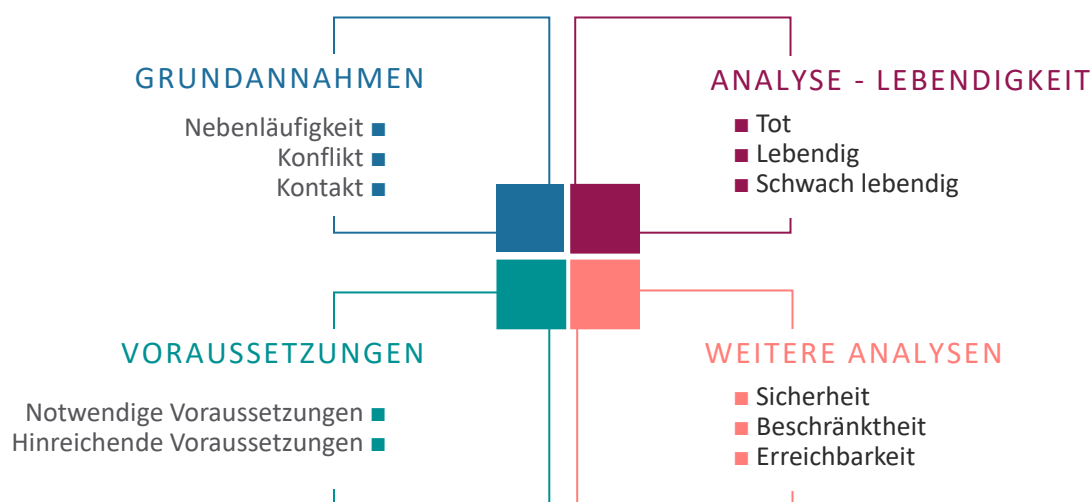 GRUNDANNAHMEN
Nebenläufigkeit
Konflikt
Kontakt
ANALYSE - LEBENDIGKEIT
Tot
Lebendig
Schwach lebendig
VORAUSSETZUNGEN
Notwendige Voraussetzungen
Hinreichende Voraussetzungen
WEITERE ANALYSEN
Sicherheit
Beschränktheit
Erreichbarkeit